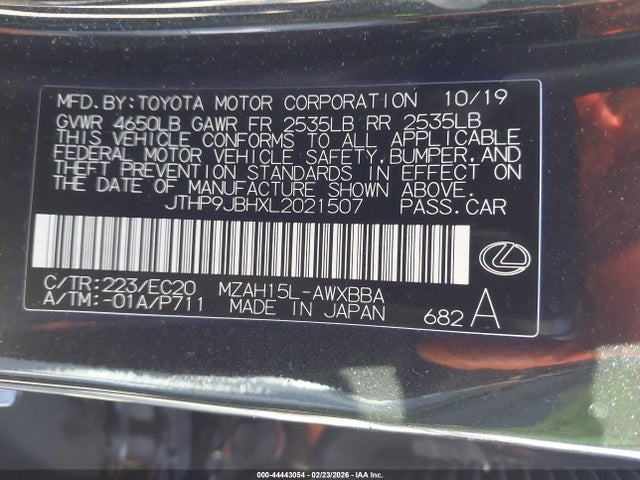 MFD.BY:TOYOTA MOTOR CORPORATION 10/19
GVWR 4650LB GAWR FR 2535LB RR 2535LB
THIS VEHICLE CONFORMS TO ALL APPLICABLE
FEDERAL MOTOR VEHICLE SAFETY,BUMPER,AND
THEFT PREVENTION STANDARDS IN EFFECT ON
THE DATE OF MANUFACTURE SHOWN ABOVE.
JTHP9JBHXL2021507 PASS.CAR
C/TR:223/EC20 MZAH15L-AWXBBA
A/TM:-01A/P711 MADE IN JAPAN 682 A
000-44443054 - 02/23/2026 - IAA Inc.